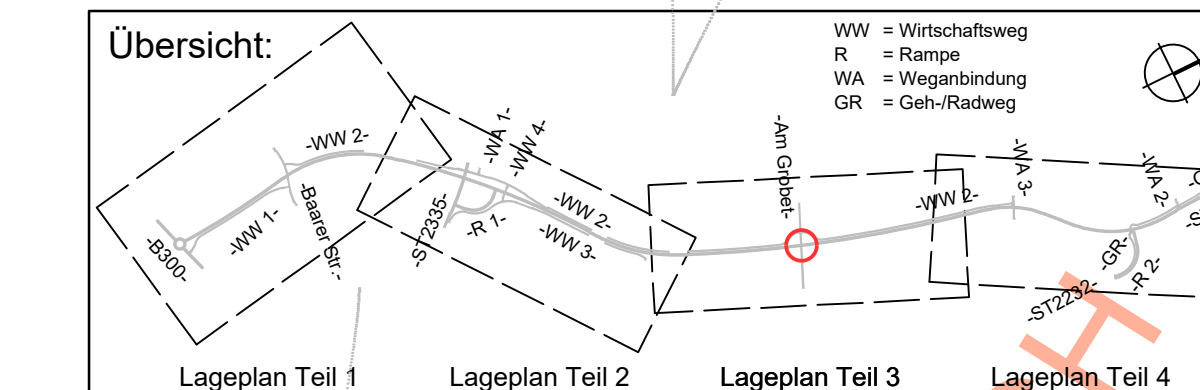 Übersicht:
WW = Wirtschaftsweg
R = Rampe
WA = Weganbindung
GR = Geh-/Radweg
-WW 2-
-WA 1-
-WW 4-
-Am Grobet-
-WA 3-
-WA 2-
-Baarer Str.-
-ST2335-
-WW 2-
-WW 2-
-B300-
-WW 1-
-R 1-
-WW 3-
-GR-
-R 2-
-ST2232-
H
Lageplan Teil 1
Lageplan Teil 2
Lageplan Teil 3
Lageplan Teil 4